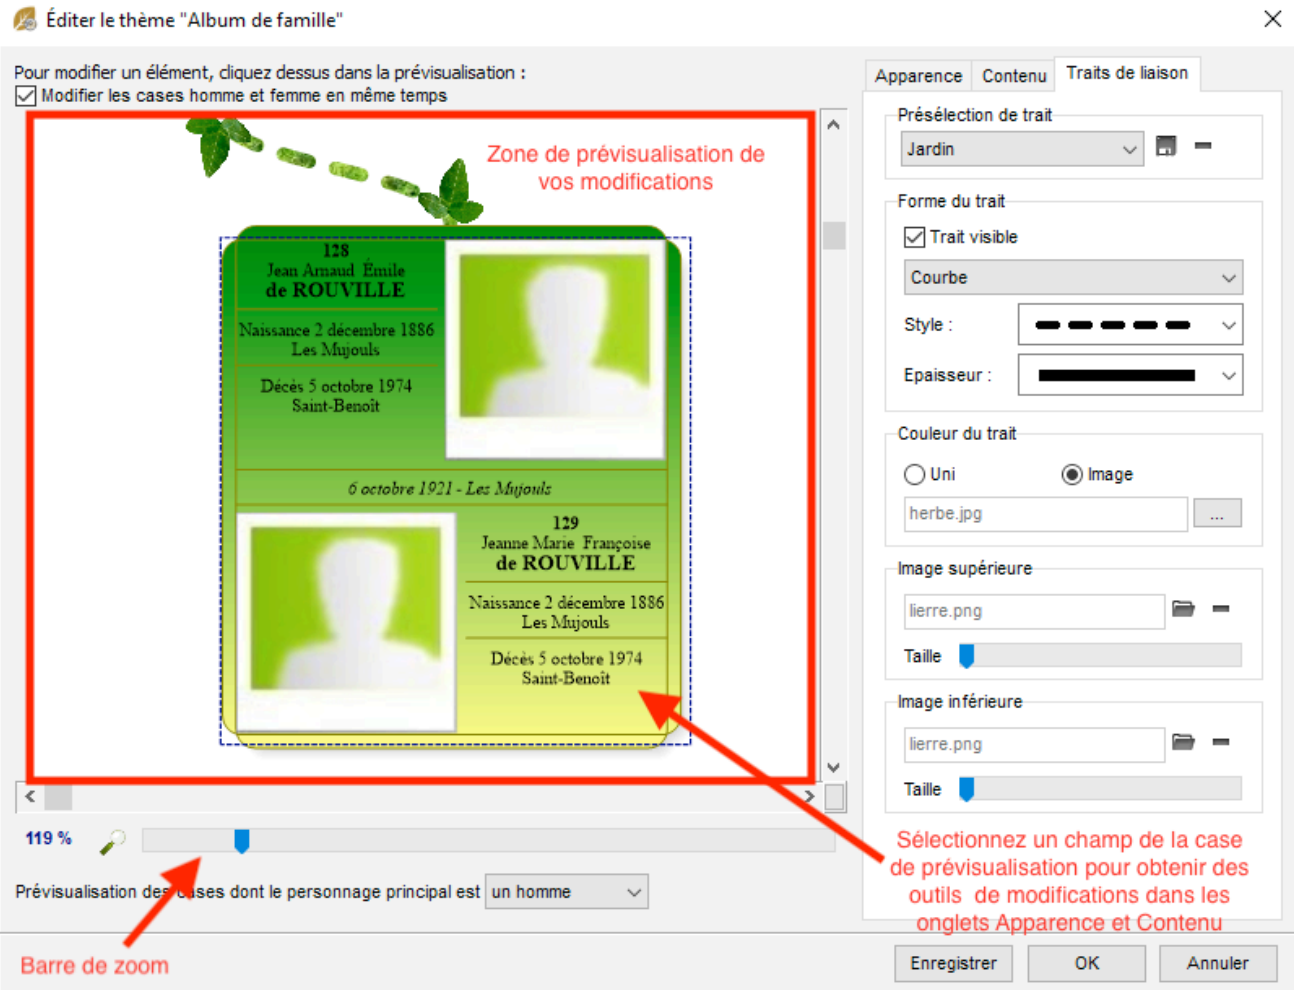 Éditer le thème "Album de famille"
Pour modifier un élément, cliquez dessus dans la prévisualisation :
Modifier les cases homme et femme en même temps
Zone de prévisualisation de
vos modifications
128
Jean Arnaud Émile
de ROUVILLE
Naissance 2 décembre 1886
Les Mujouls
Décès 5 octobre 1974
Saint-Benoît
6 octobre 1921 - Les Mujouls
129
Jeanne Marie Françoise
de ROUVILLE
Naissance 2 décembre 1886
Les Mujouls
Décès 5 octobre 1974
Saint-Benoît
119 %
Prévisualisation des cases dont le personnage principal est un homme
Barre de zoom
Apparence Contenu Traits de liaison
Présélection de trait
Jardin
Forme du trait
Trait visible
Courbe
Style :
Epaisseur :
Couleur du trait
Uni Image
herbe.jpg ...
Image supérieure
lierre.png
Taille
Image inférieure
lierre.png
Taille
Sélectionnez un champ de la case
de prévisualisation pour obtenir des
outils de modifications dans les
onglets Apparence et Contenu
Enregistrer OK Annuler